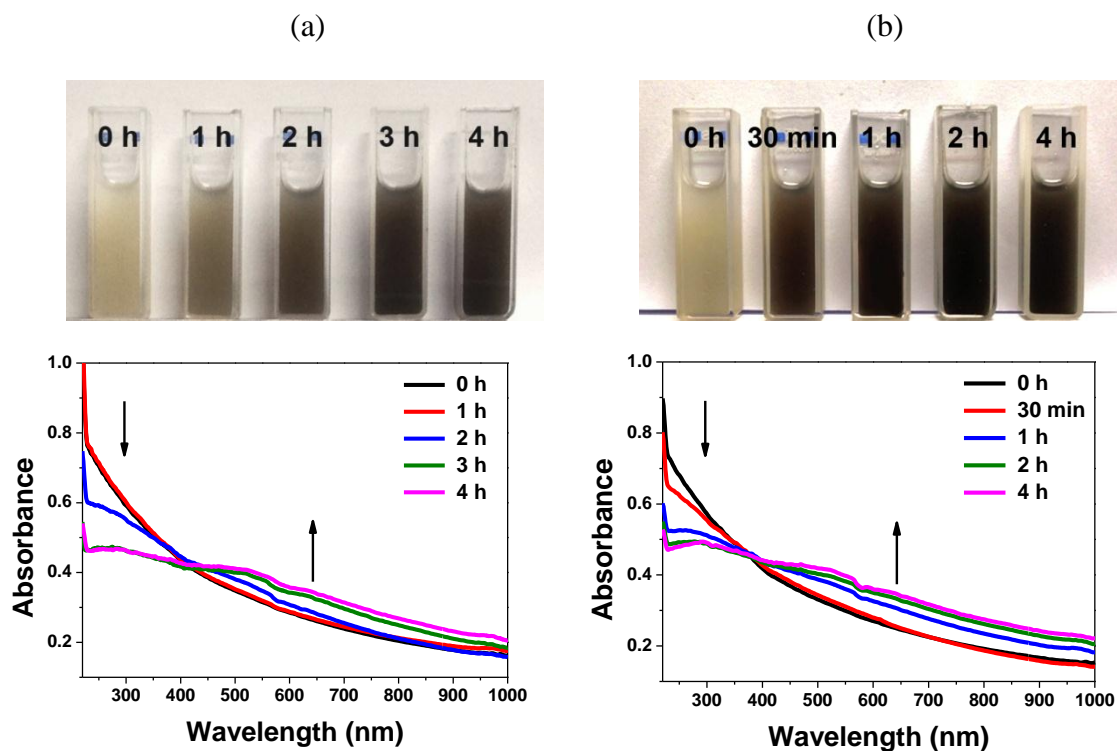 (a)
(b)
0 h 1 h 2 h 3 h 4 h
0 h 30 min 1 h 2 h 4 h
1.0
0.8
0.6
0.4
0.2
300 400 500 600 700 800 900 1000
Absorbance
Wavelength (nm)
0 h
1 h
2 h
3 h
4 h
1.0
0.8
0.6
0.4
0.2
300 400 500 600 700 800 900 1000
Absorbance
Wavelength (nm)
0 h
30 min
1 h
2 h
4 h